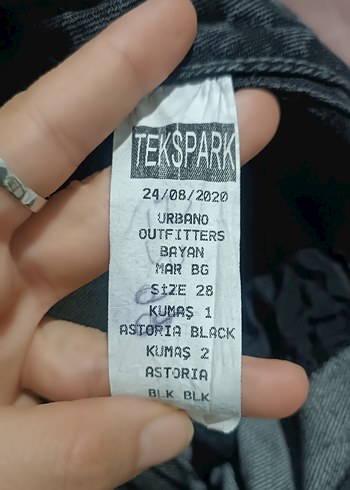 TEKSPARK
24/08/2020
URBANO
OUTFITTERS
BAYAN
MAR BG
SİZE 28
KUMAŞ 1
ASTORIA BLACK
KUMAŞ 2
ASTORIA
BLK BLK